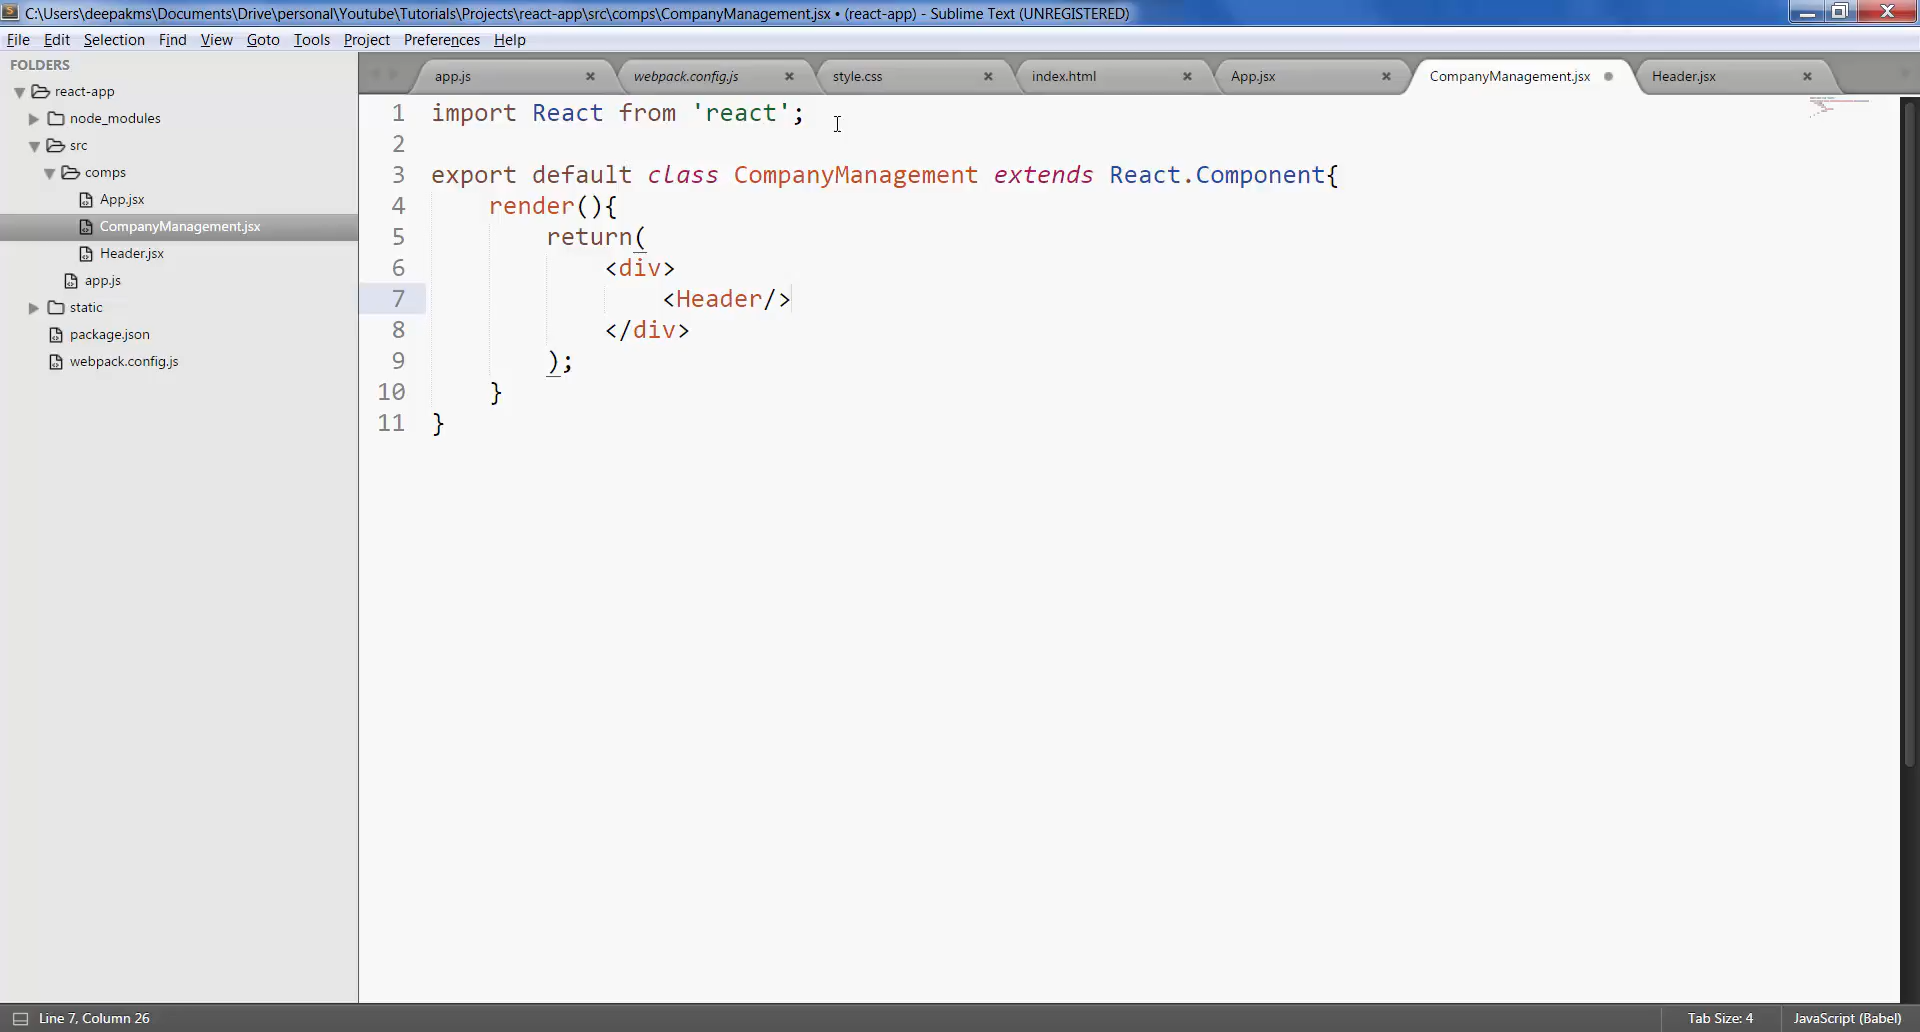 C:\Users\deepakms\Documents\Drive\personal\Youtube\Tutorials\Projects\react-app\src\comps\CompanyManagement.jsx • (react-app) - Sublime Text (UNREGISTERED)
File Edit Selection Find View Goto Tools Project Preferences Help
FOLDERS
react-app
node_modules
src
comps
App.jsx
CompanyManagement.jsx
Header.jsx
app.js
static
package.json
webpack.config.js
app.js webpack.config.js style.css index.html App.jsx CompanyManagement.jsx Header.jsx
1 import React from 'react';
2
3 export default class CompanyManagement extends React.Component{
4 render(){
5 return(
6 <div>
7 <Header/>
8 </div>
9 );
10 }
11 }
Line 7, Column 26
Tab Size: 4 JavaScript (Babel)